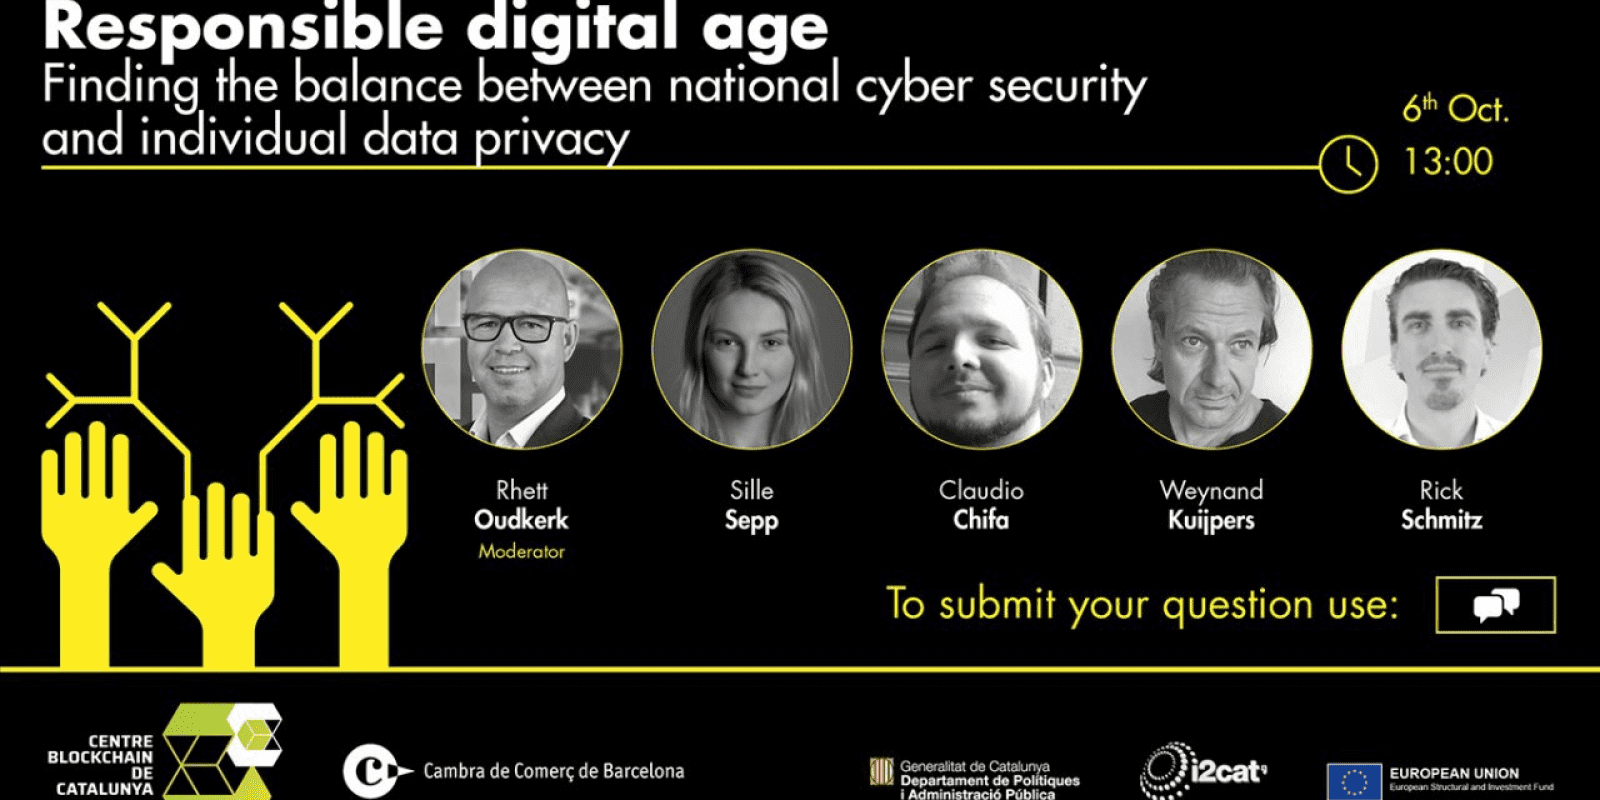 Responsible digital age
Finding the balance between national cyber security
and individual data privacy
6th Oct.
13:00
Rhett
Oudkerk
Moderator
Sille
Sepp
Claudio
Chifa
Weynand
Kuijpers
Rick
Schmitz
To submit your question use:
CENTRE
BLOCKCHAIN
DE
CATALUNYA
c
Cambra de Comerç de Barcelona
Generalitat de Catalunya
Departament de Polítiques
i Administració Pública
i2cat
EUROPEAN UNION
European Structural and Investment Fund